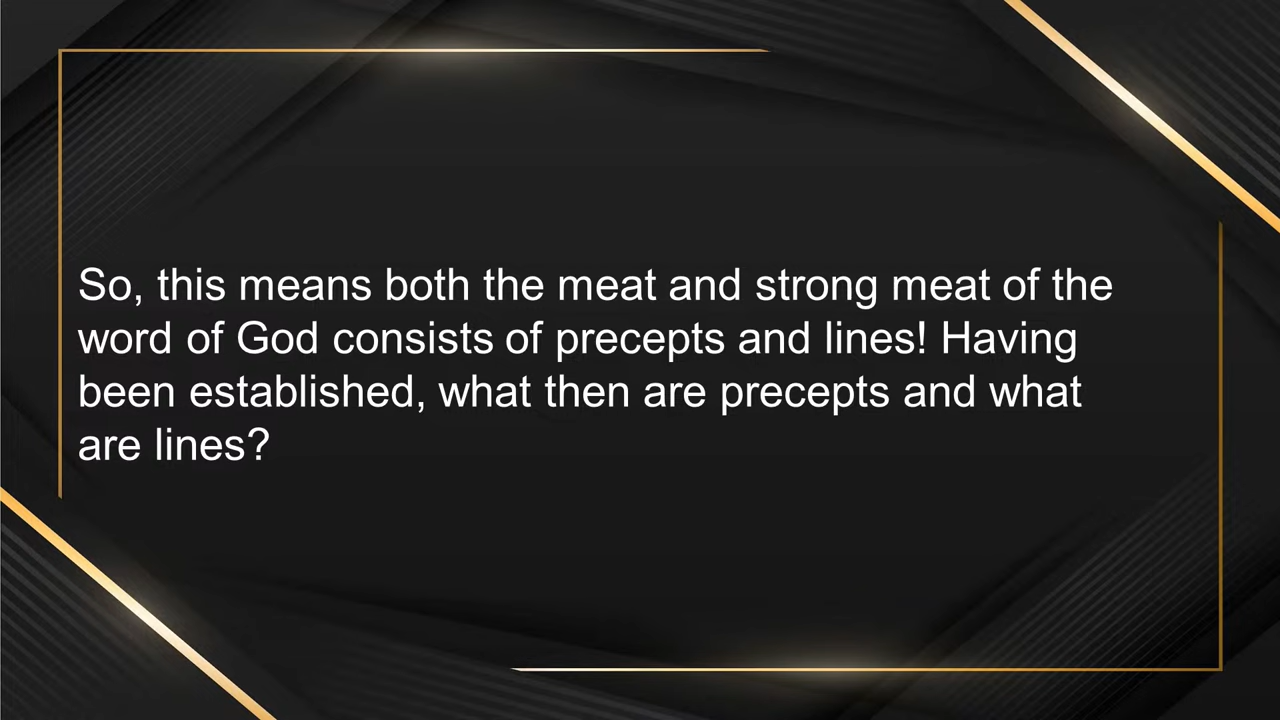 So, this means both the meat and strong meat of the
word of God consists of precepts and lines! Having
been established, what then are precepts and what
are lines?